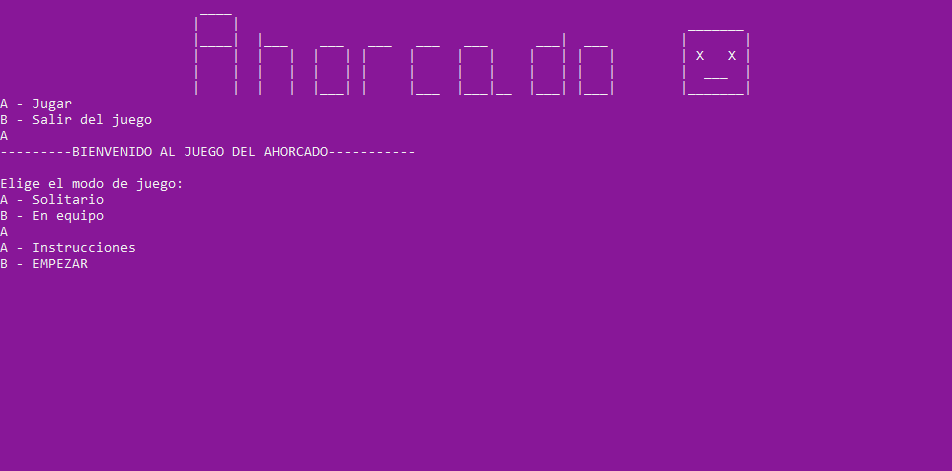 Ahorcado
X X
A - Jugar
B - Salir del juego
A
---------BIENVENIDO AL JUEGO DEL AHORCADO-----------
Elige el modo de juego:
A - Solitario
B - En equipo
A
A - Instrucciones
B - EMPEZAR